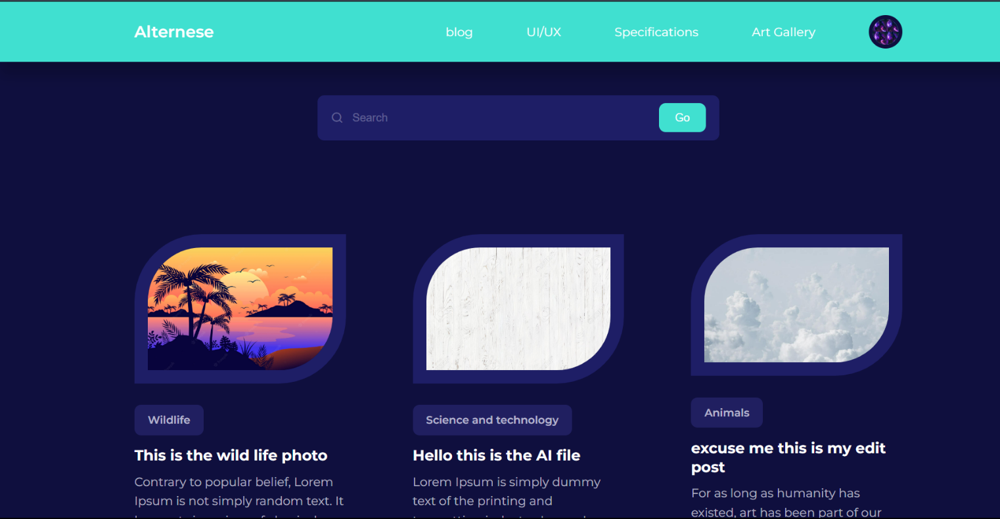 Alternese
blog
UI/UX
Specifications
Art Gallery
Search
Go
Wildlife
This is the wild life photo
Contrary to popular belief, Lorem
Ipsum is not simply random text. It
Science and technology
Hello this is the AI file
Lorem Ipsum is simply dummy
text of the printing and
Animals
excuse me this is my edit
post
For as long as humanity has
existed, art has been part of our